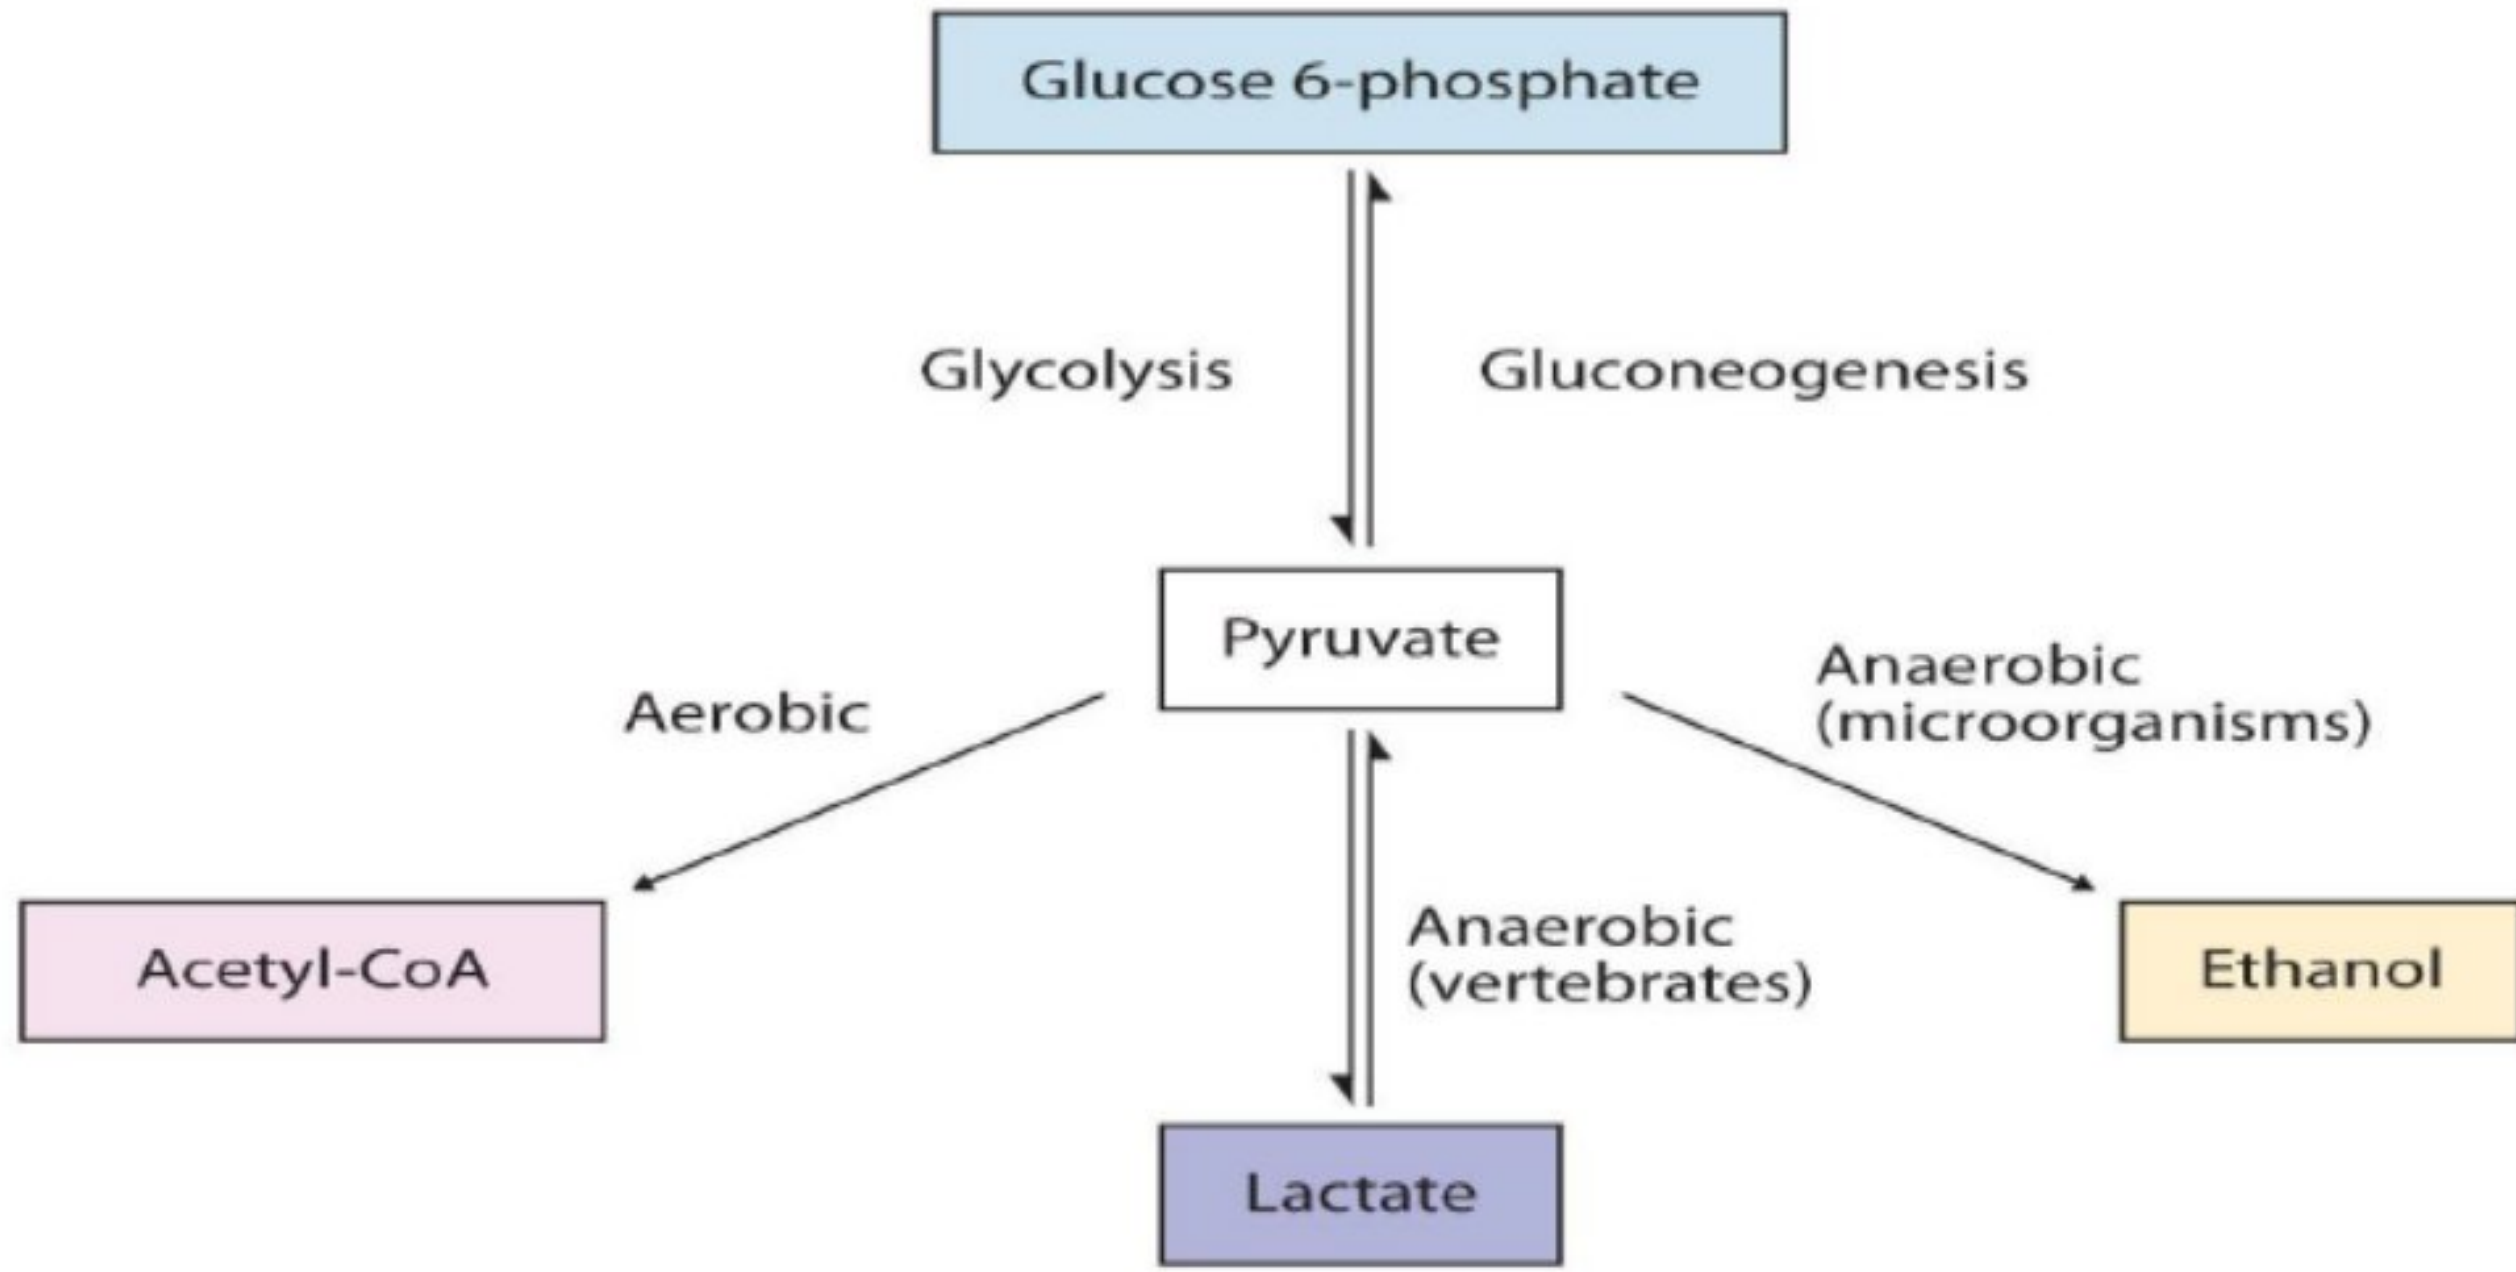 Glucose 6-phosphate
Glycolysis
Gluconeogenesis
Pyruvate
Aerobic
Anaerobic
(microorganisms)
Acetyl-CoA
Anaerobic
(vertebrates)
Ethanol
Lactate